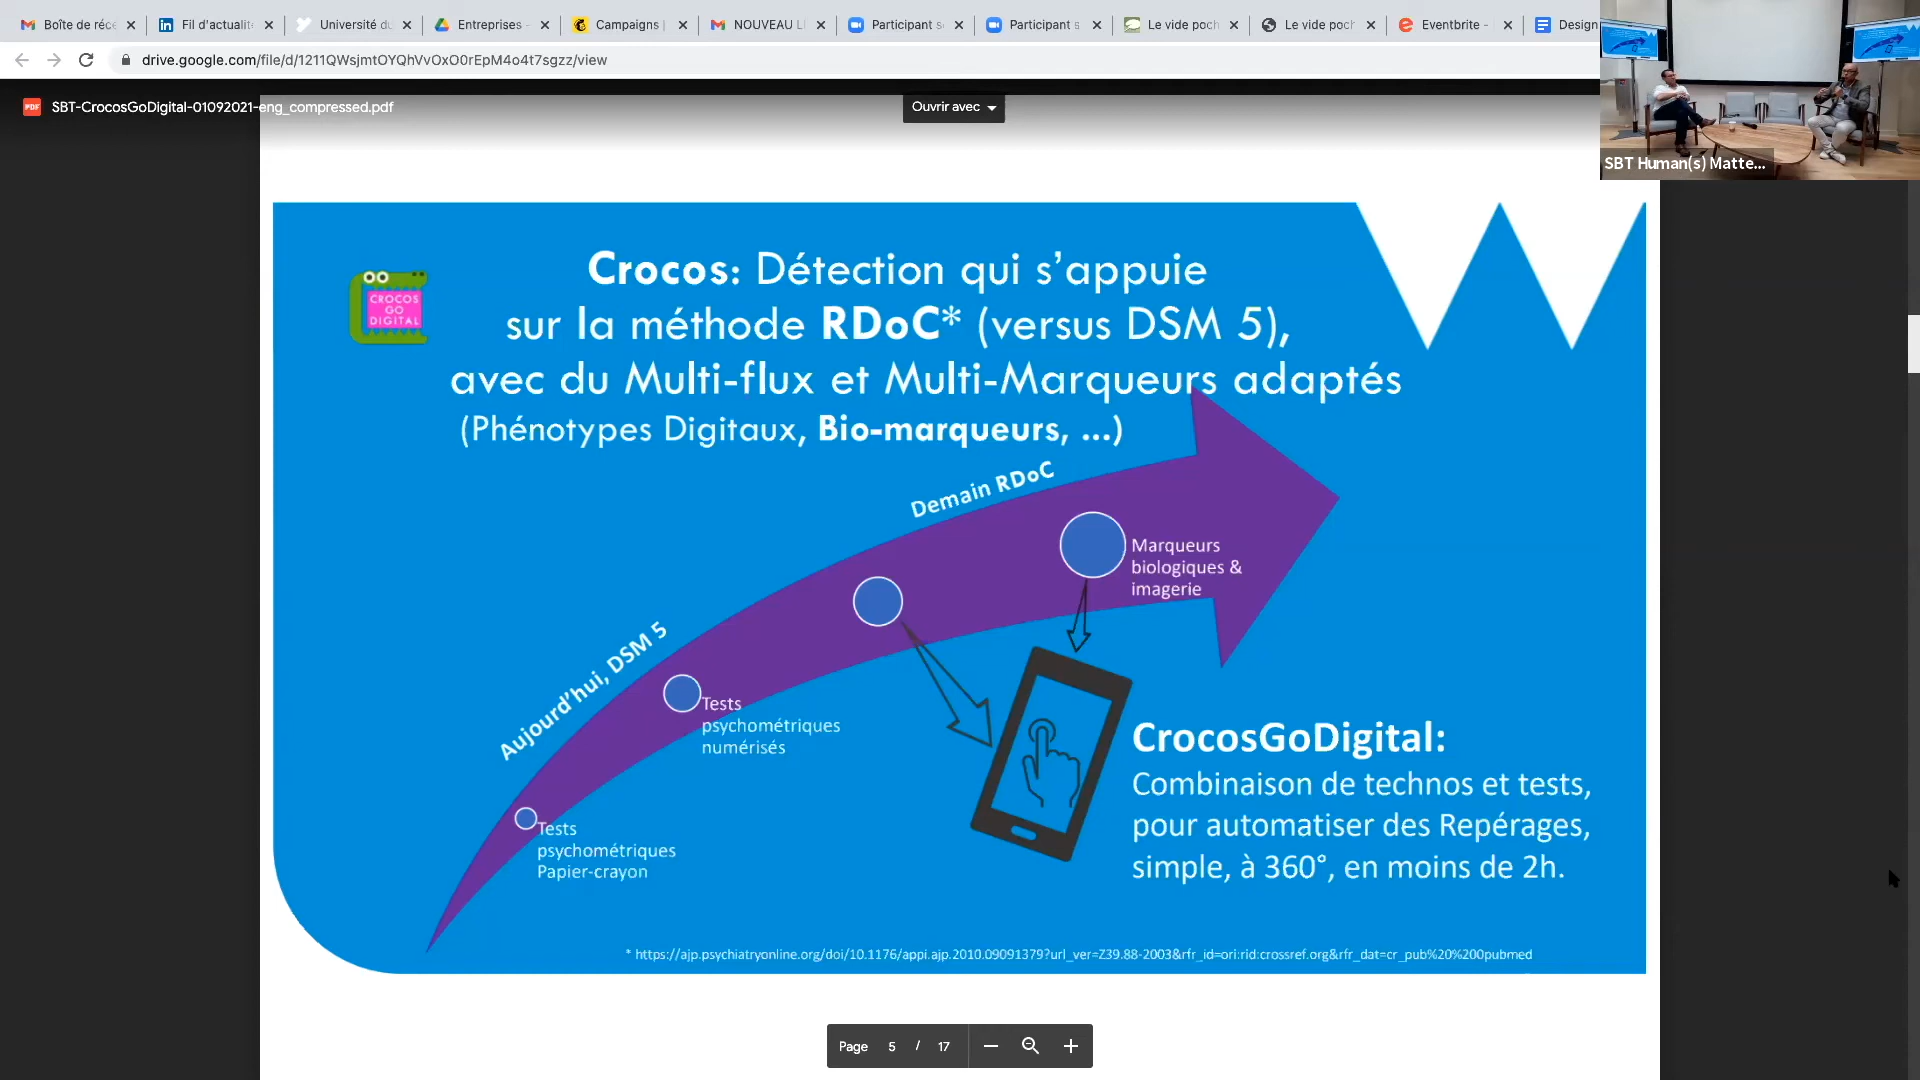 Boîte de réce
Fil d'actualit
Université du
Entreprises -
Campaigns |
NOUVEAU L
Participant s
Participant s
Le vide poch
Le vide poch
Eventbrite -
Design
drive.google.com/file/d/1211QWsjmtOYQhVvOxO0rEpM4o4t7sgzz/view
PDF
SBT-CrocosGoDigital-01092021-eng_compressed.pdf
Ouvrir avec
SBT Human(s) Matte...
CROCOS
GO
DIGITAL
Crocos: Détection qui s'appuie
sur la méthode RDoC* (versus DSM 5),
avec du Multi-flux et Multi-Marqueurs adaptés
(Phénotypes Digitaux, Bio-marqueurs, ...)
Demain RDoC
Marqueurs
biologiques &
imagerie
Aujourd'hui, DSM 5
Tests
psychométriques
numérisés
Tests
psychométriques
Papier-crayon
CrocosGoDigital:
Combinaison de technos et tests,
pour automatiser des Repérages,
simple, à 360°, en moins de 2h.
* https://ajp.psychiatryonline.org/doi/10.1176/appi.ajp.2010.09091379?url_ver=Z39.88-2003&rfr_id=ori:rid:crossref.org&rfr_dat=cr_pub%20%200pubmed
Page 5 / 17